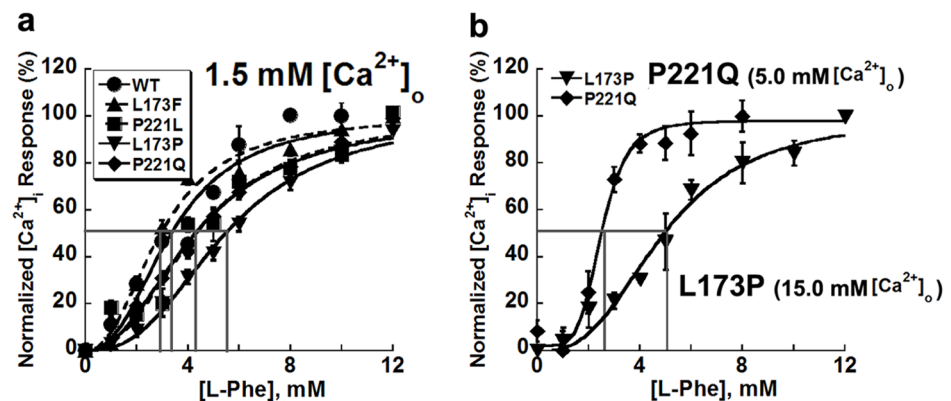 a
1.5 mM [Ca2+]o
Normalized [Ca2+]i Response (%)
120
100
80
60
40
20
0
WT
L173F
P221L
L173P
P221Q
0 4 8 12
[L-Phe], mM
b
P221Q (5.0 mM[Ca2+]o)
Normalized [Ca2+]i Response (%)
120
100
80
60
40
20
0
L173P
P221Q
L173P (15.0 mM[Ca2+]o)
0 4 8 12
[L-Phe], mM